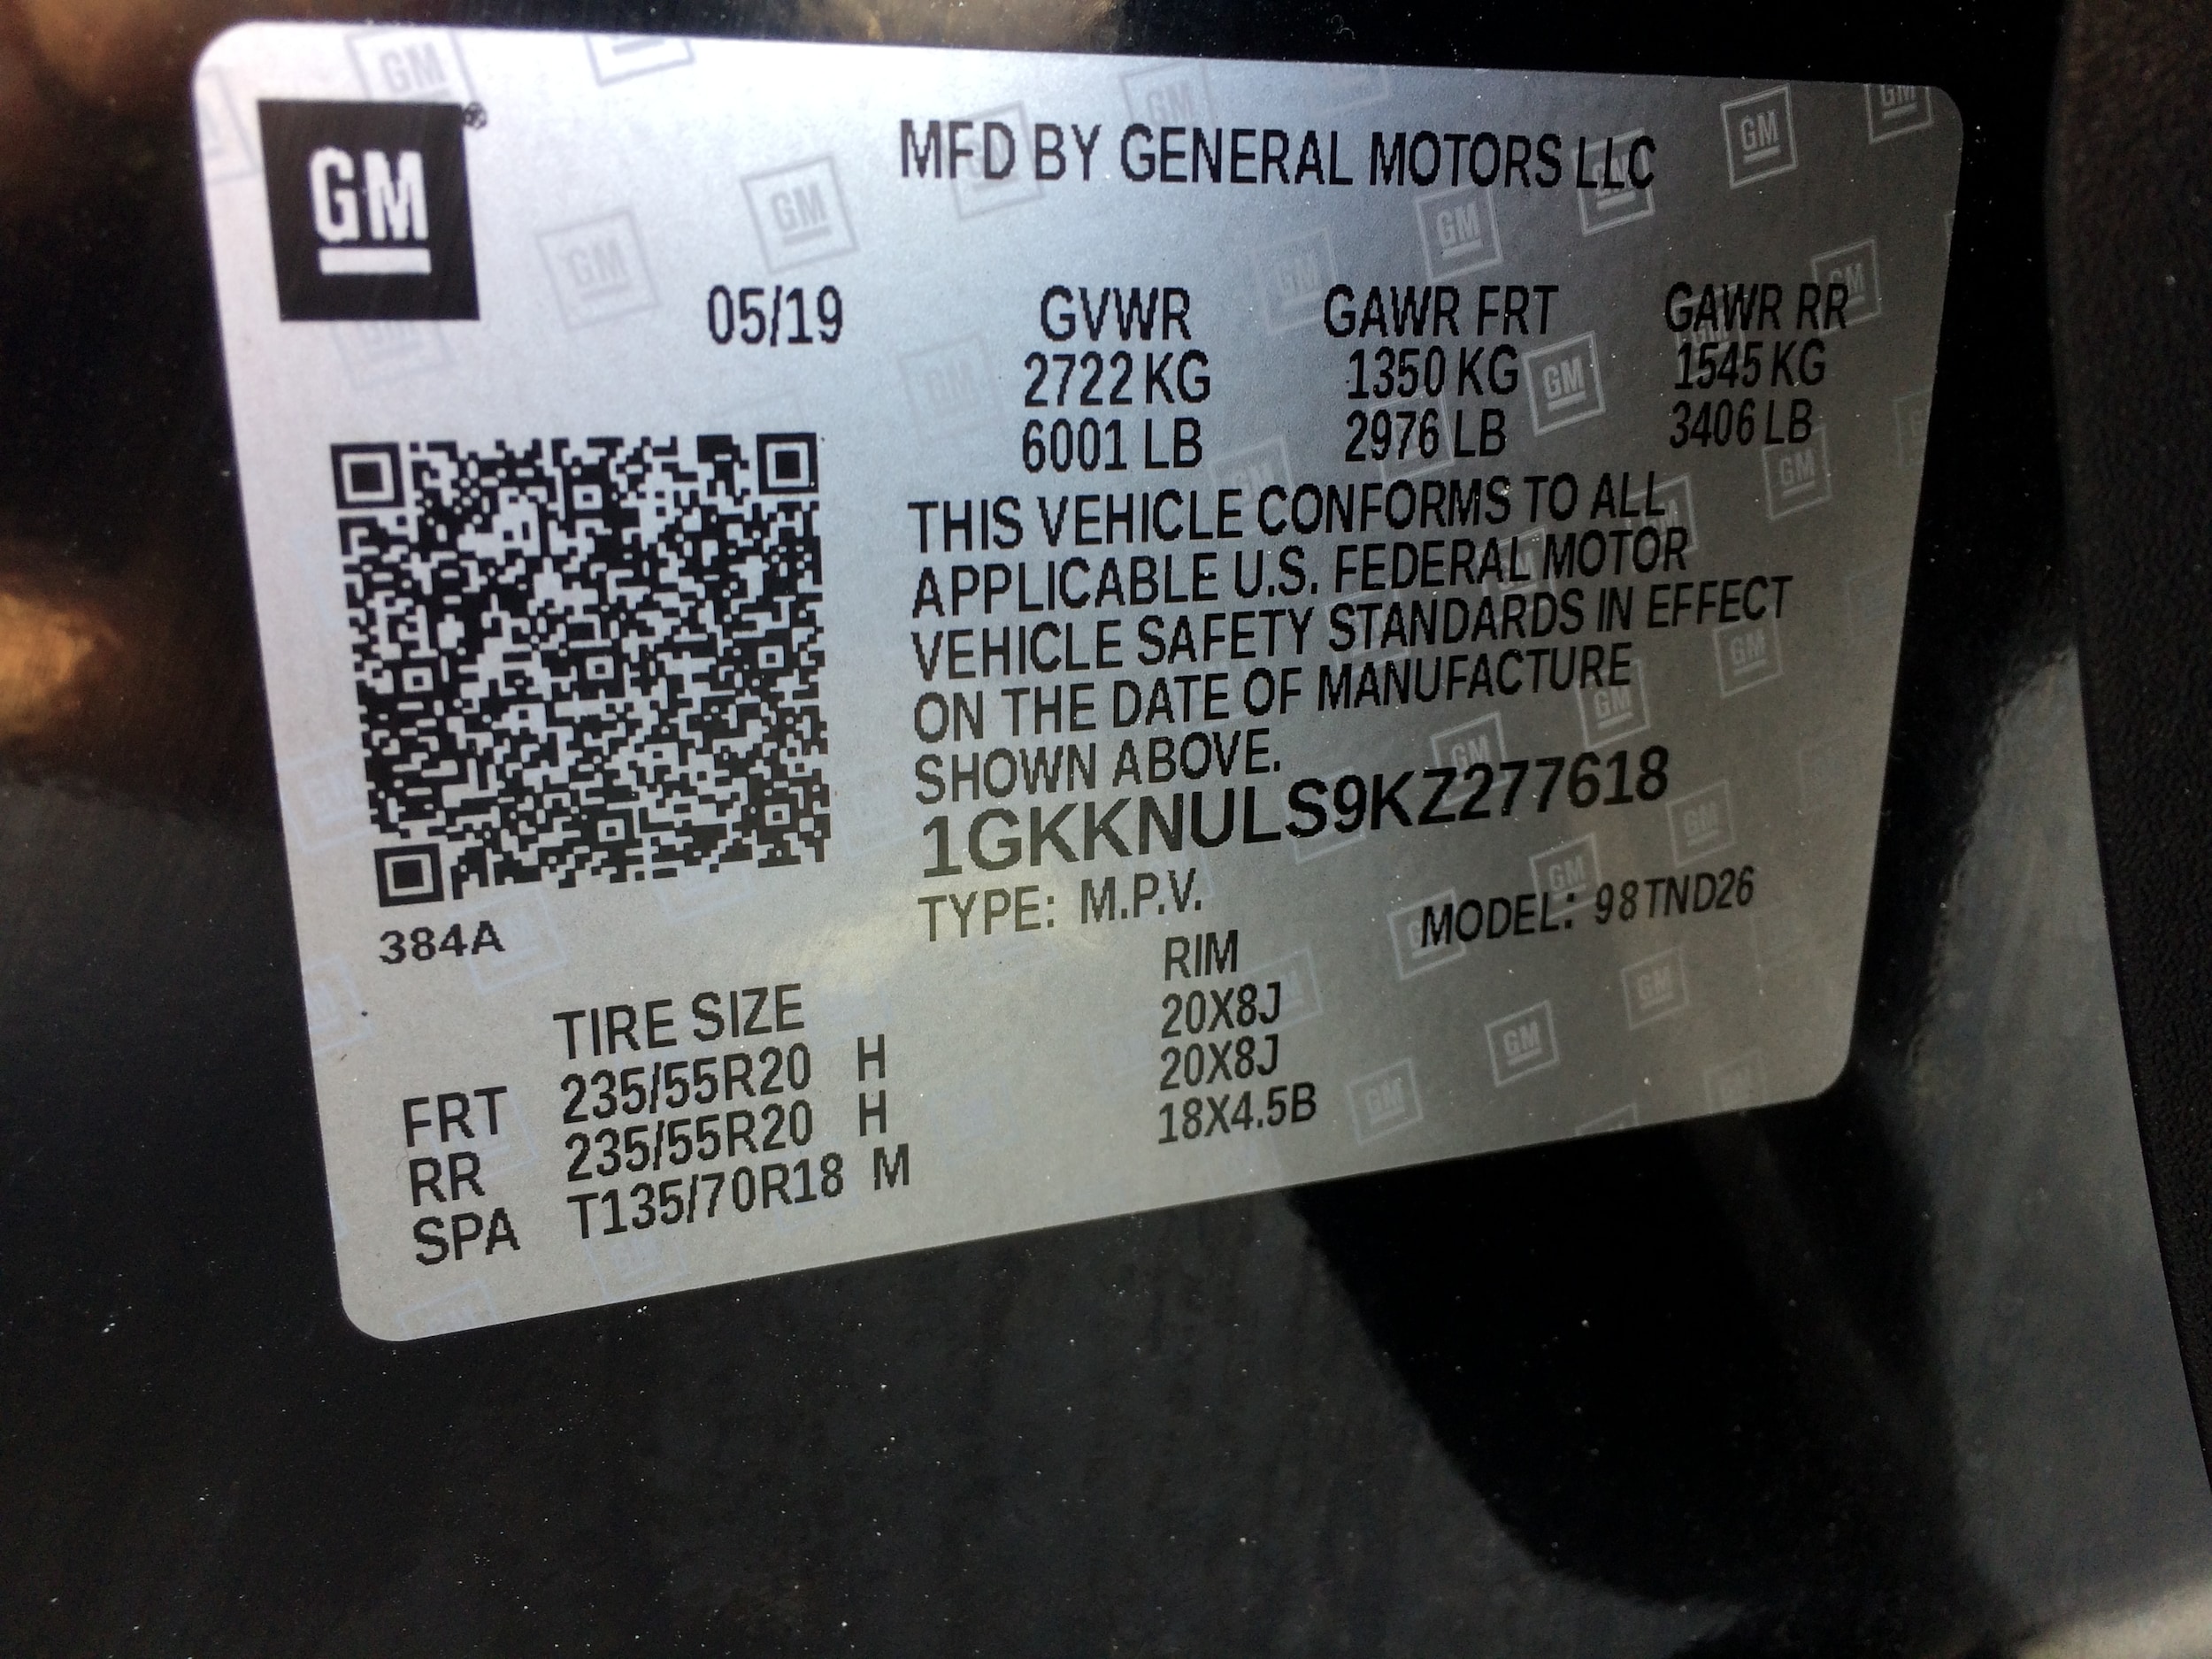 GM
MFD BY GENERAL MOTORS LLC
05/19 GVWR GAWR FRT GAWR RR
2722 KG 1350 KG 1545 KG
6001 LB 2976 LB 3406 LB
THIS VEHICLE CONFORMS TO ALL
APPLICABLE U.S. FEDERAL MOTOR
VEHICLE SAFETY STANDARDS IN EFFECT
ON THE DATE OF MANUFACTURE
SHOWN ABOVE.
1GKKNULS9KZ277618
TYPE: M.P.V. MODEL: 98TND26
384A
TIRE SIZE RIM
FRT 235/55R20 H 20X8J
RR 235/55R20 H 20X8J
SPA T135/70R18 M 18X4.5B